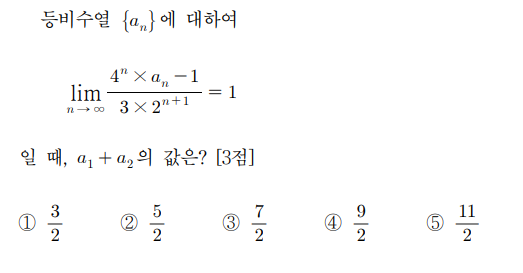 등비수열 {aₙ}에 대하여
lim_{n→∞} (4ⁿ × aₙ − 1) / (3 × 2ⁿ⁺¹) = 1
일 때, a₁ + a₂의 값은? [3점]
① 3/2 ② 5/2 ③ 7/2 ④ 9/2 ⑤ 11/2